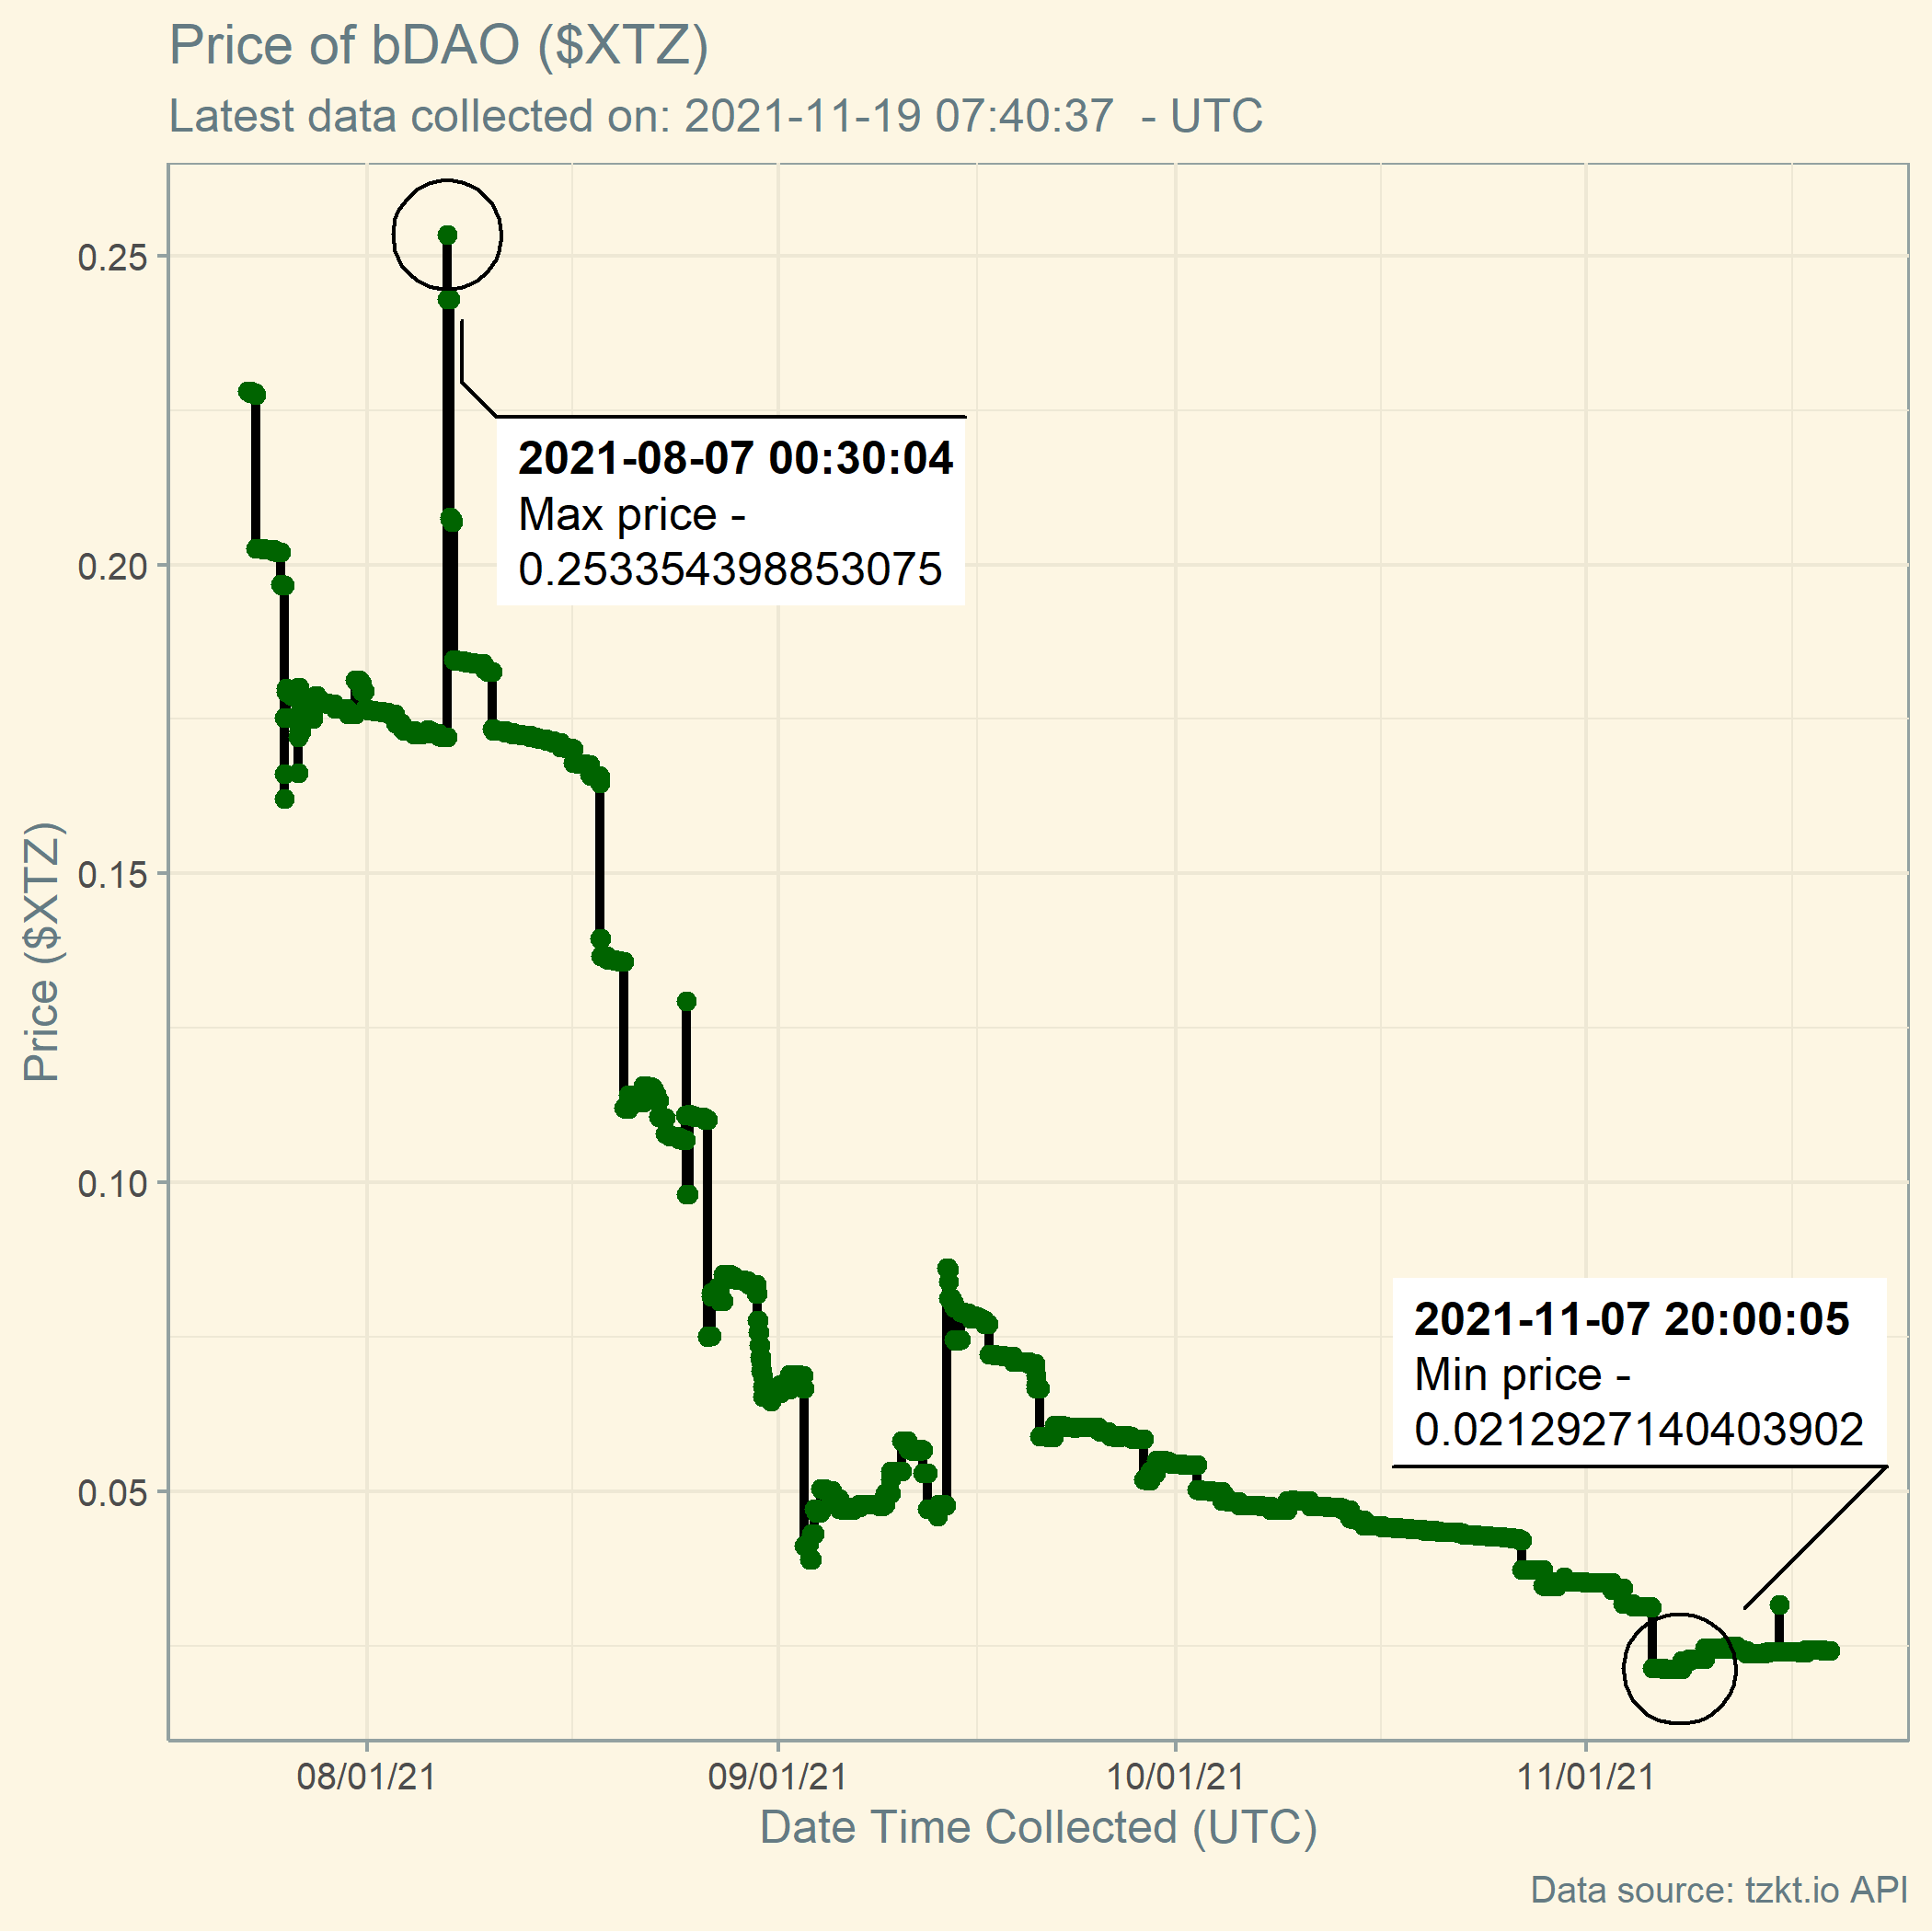 Price of bDAO ($XTZ)
Latest data collected on: 2021-11-19 07:40:37  - UTC
0.25
0.20
0.15
0.10
0.05
Price ($XTZ)
2021-08-07 00:30:04
Max price -
0.253354398853075
2021-11-07 20:00:05
Min price -
0.0212927140403902
08/01/21
09/01/21
10/01/21
11/01/21
Date Time Collected (UTC)
Data source: tzkt.io API